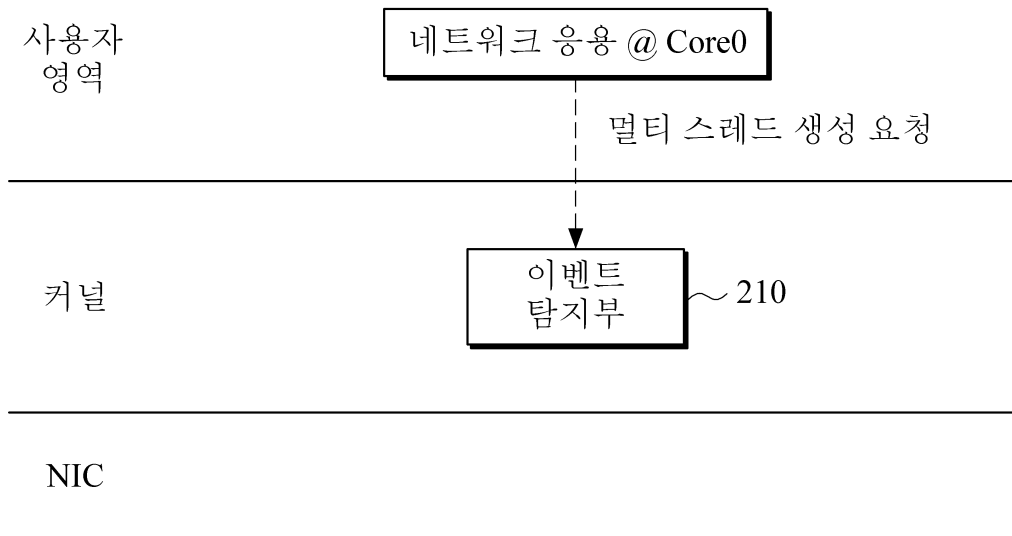 사용자
영역
네트워크 응용 @ Core0
멀티 스레드 생성 요청
커널
이벤트
탐지부
210
NIC